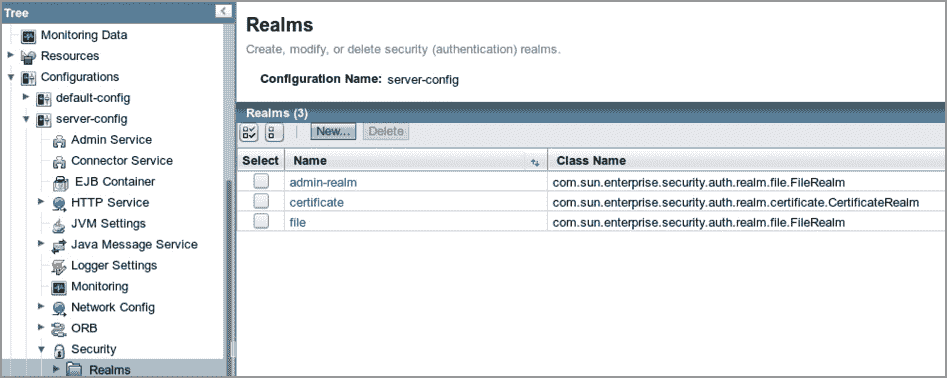 Tree
Monitoring Data
Resources
Configurations
default-config
server-config
Admin Service
Connector Service
EJB Container
HTTP Service
JVM Settings
Java Message Service
Logger Settings
Monitoring
Network Config
ORB
Security
Realms
Realms
Create, modify, or delete security (authentication) realms.
Configuration Name: server-config
Realms (3)
New... Delete
Select Name Class Name
admin-realm com.sun.enterprise.security.auth.realm.file.FileRealm
certificate com.sun.enterprise.security.auth.realm.certificate.CertificateRealm
file com.sun.enterprise.security.auth.realm.file.FileRealm